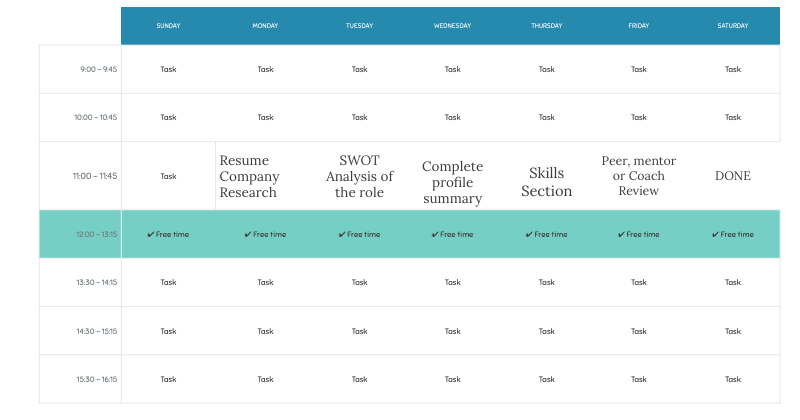 SUNDAY MONDAY TUESDAY WEDNESDAY THURSDAY FRIDAY SATURDAY
9:00 – 9:45 Task Task Task Task Task Task Task
10:00 – 10:45 Task Task Task Task Task Task Task
11:00 – 11:45 Task
Resume
Company
Research
SWOT
Analysis of
the role
Complete
profile
summary
Skills
Section
Peer, mentor
or Coach
Review
DONE
12:00 – 13:15 ✔ Free time ✔ Free time ✔ Free time ✔ Free time ✔ Free time ✔ Free time ✔ Free time
13:30 – 14:15 Task Task Task Task Task Task Task
14:30 – 15:15 Task Task Task Task Task Task Task
15:30 – 16:15 Task Task Task Task Task Task Task